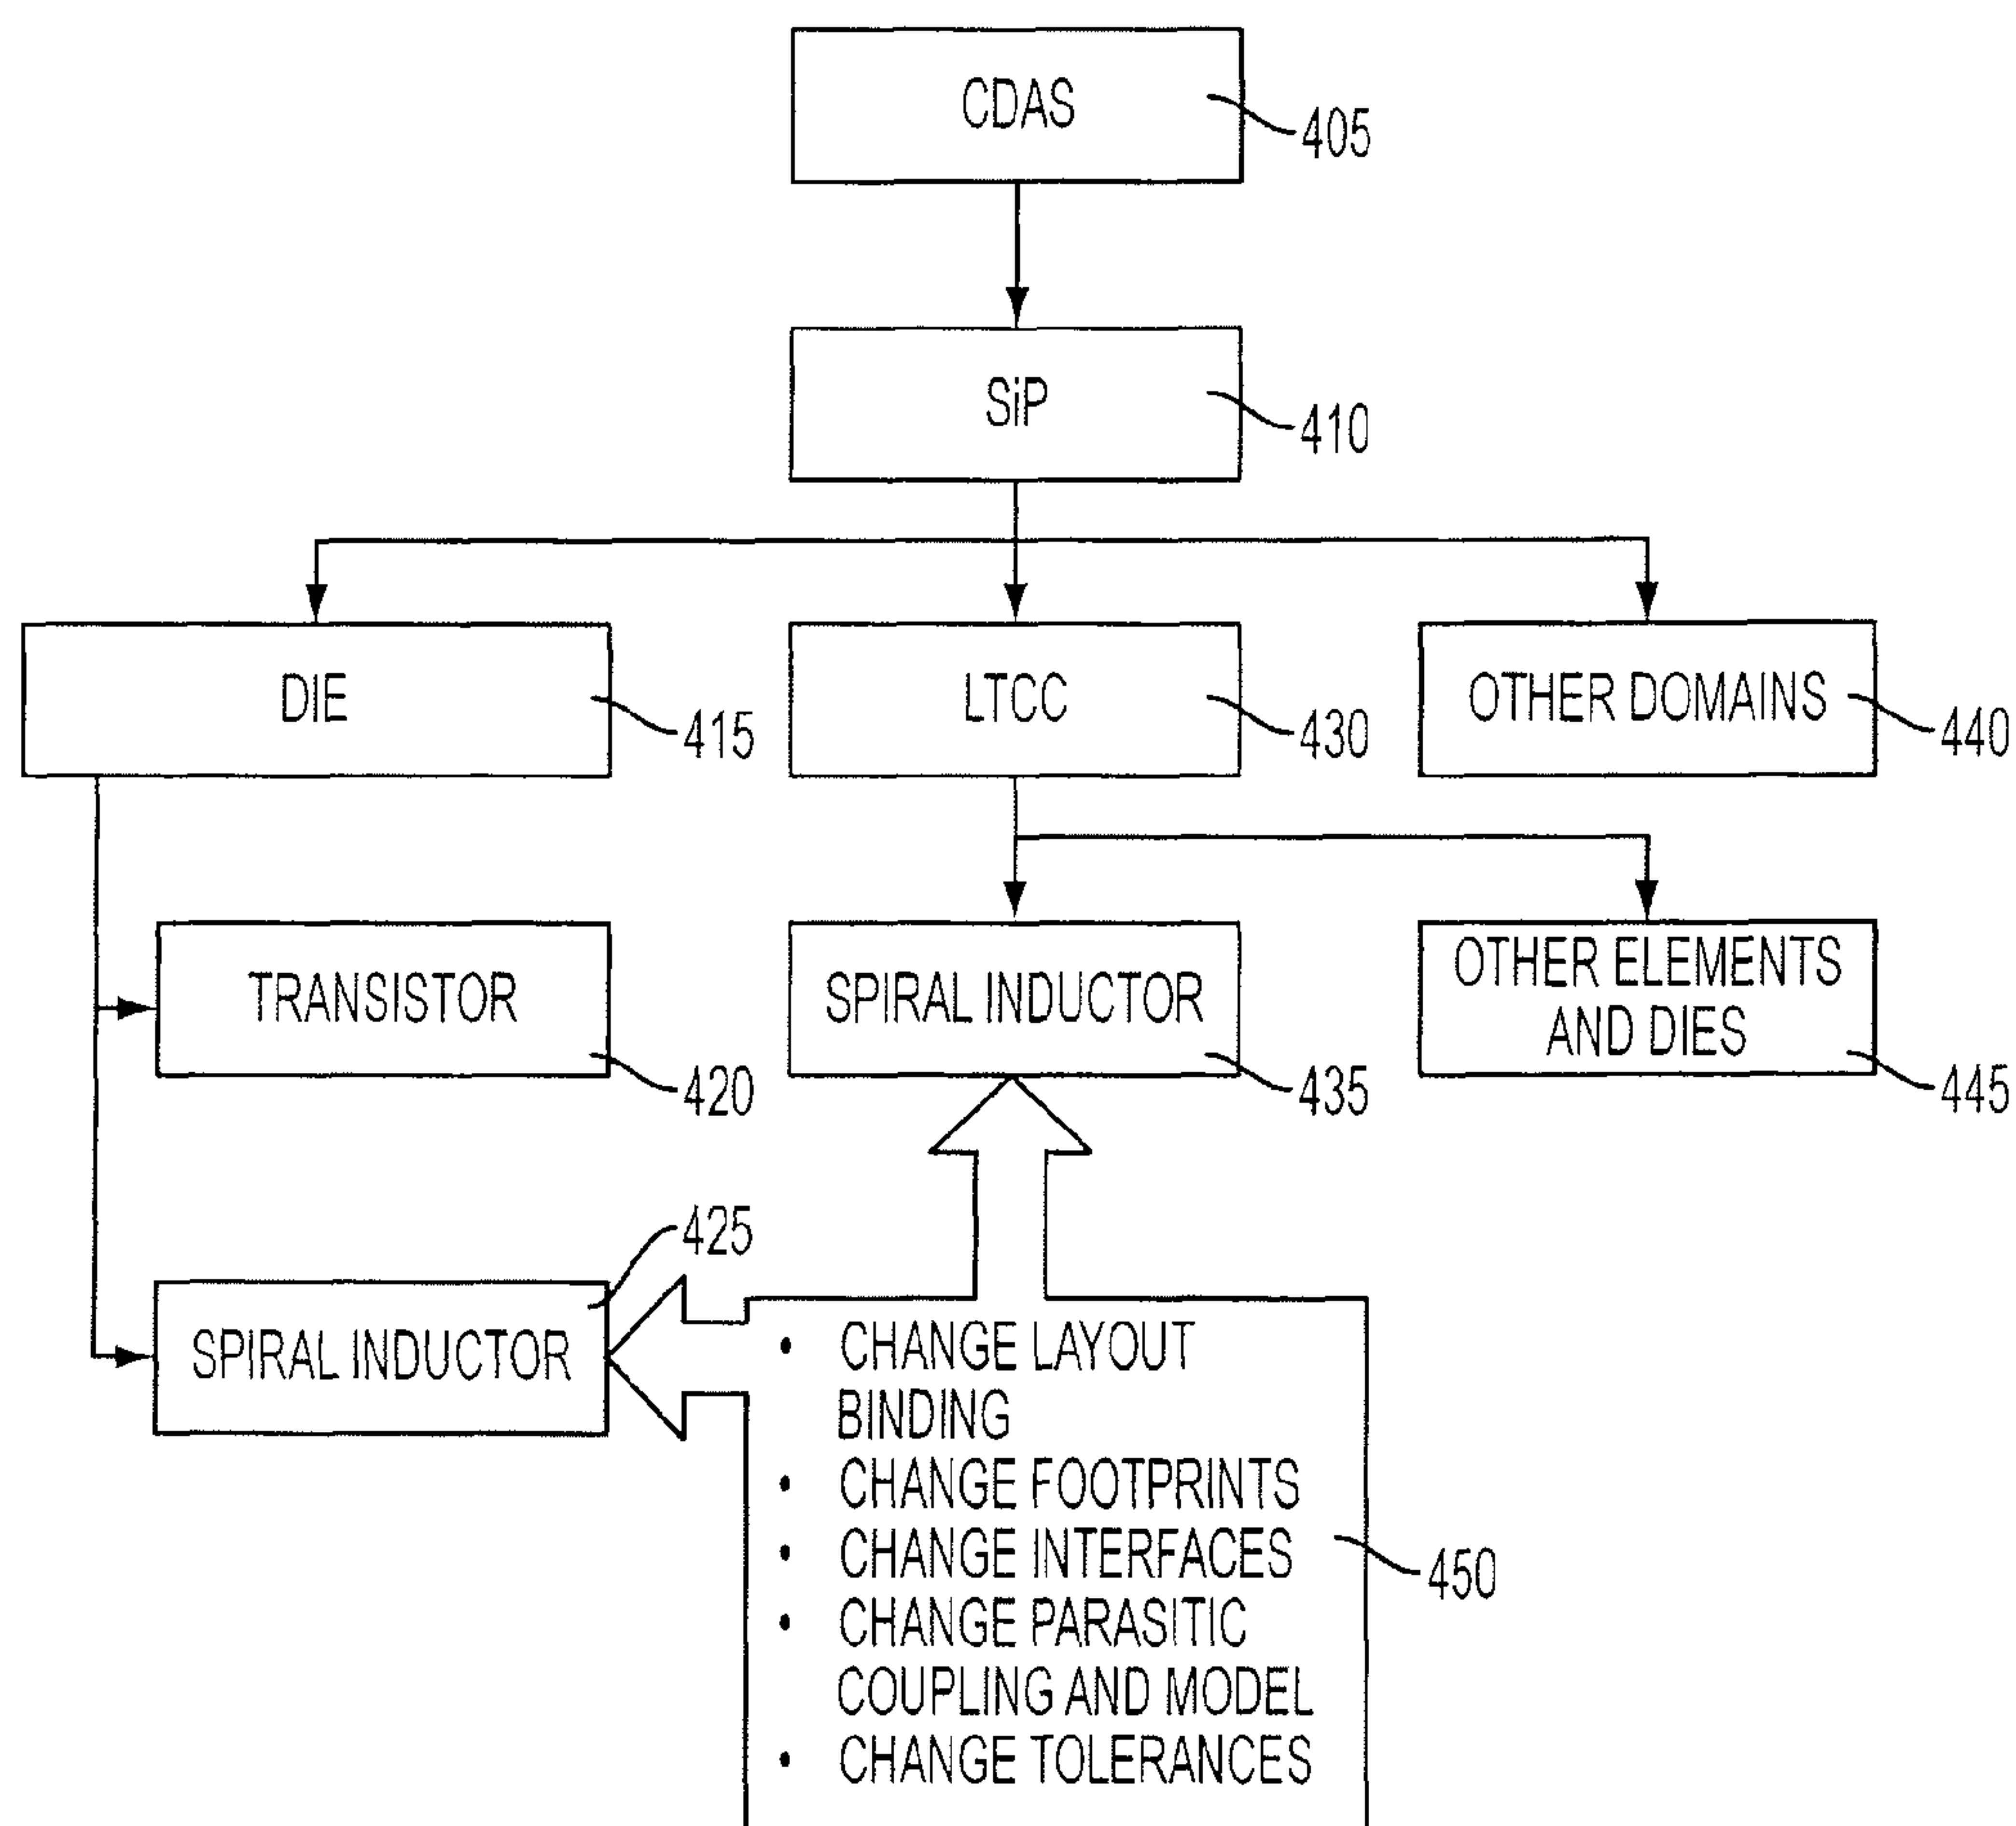 CDAS
405
SiP
410
DIE
415
LTCC
430
OTHER DOMAINS
440
TRANSISTOR
420
SPIRAL INDUCTOR
435
OTHER ELEMENTS
AND DIES
445
425
SPIRAL INDUCTOR
• CHANGE LAYOUT
BINDING
• CHANGE FOOTPRINTS
• CHANGE INTERFACES
• CHANGE PARASITIC
COUPLING AND MODEL
• CHANGE TOLERANCES
450